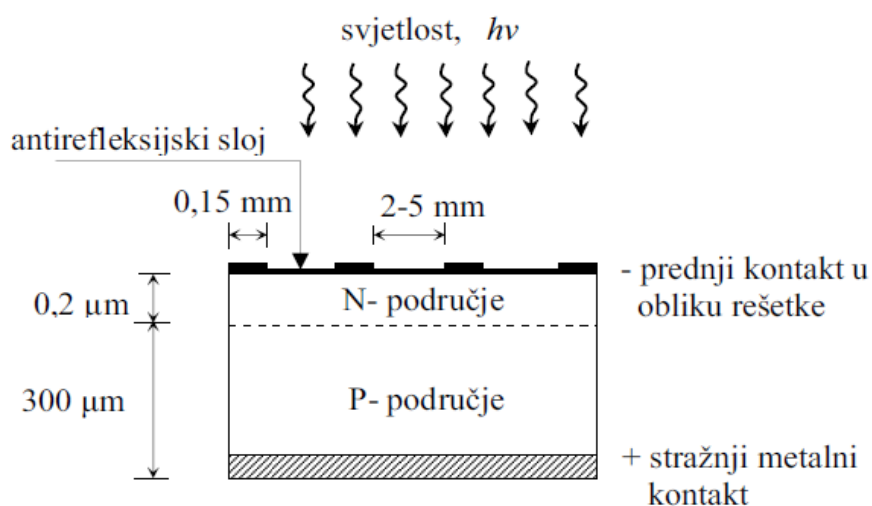 svjetlost, hν
antirefleksijski sloj
0,15 mm
2-5 mm
- prednji kontakt u
obliku rešetke
0,2 μm
N- područje
300 μm
P- područje
+ stražnji metalni
kontakt